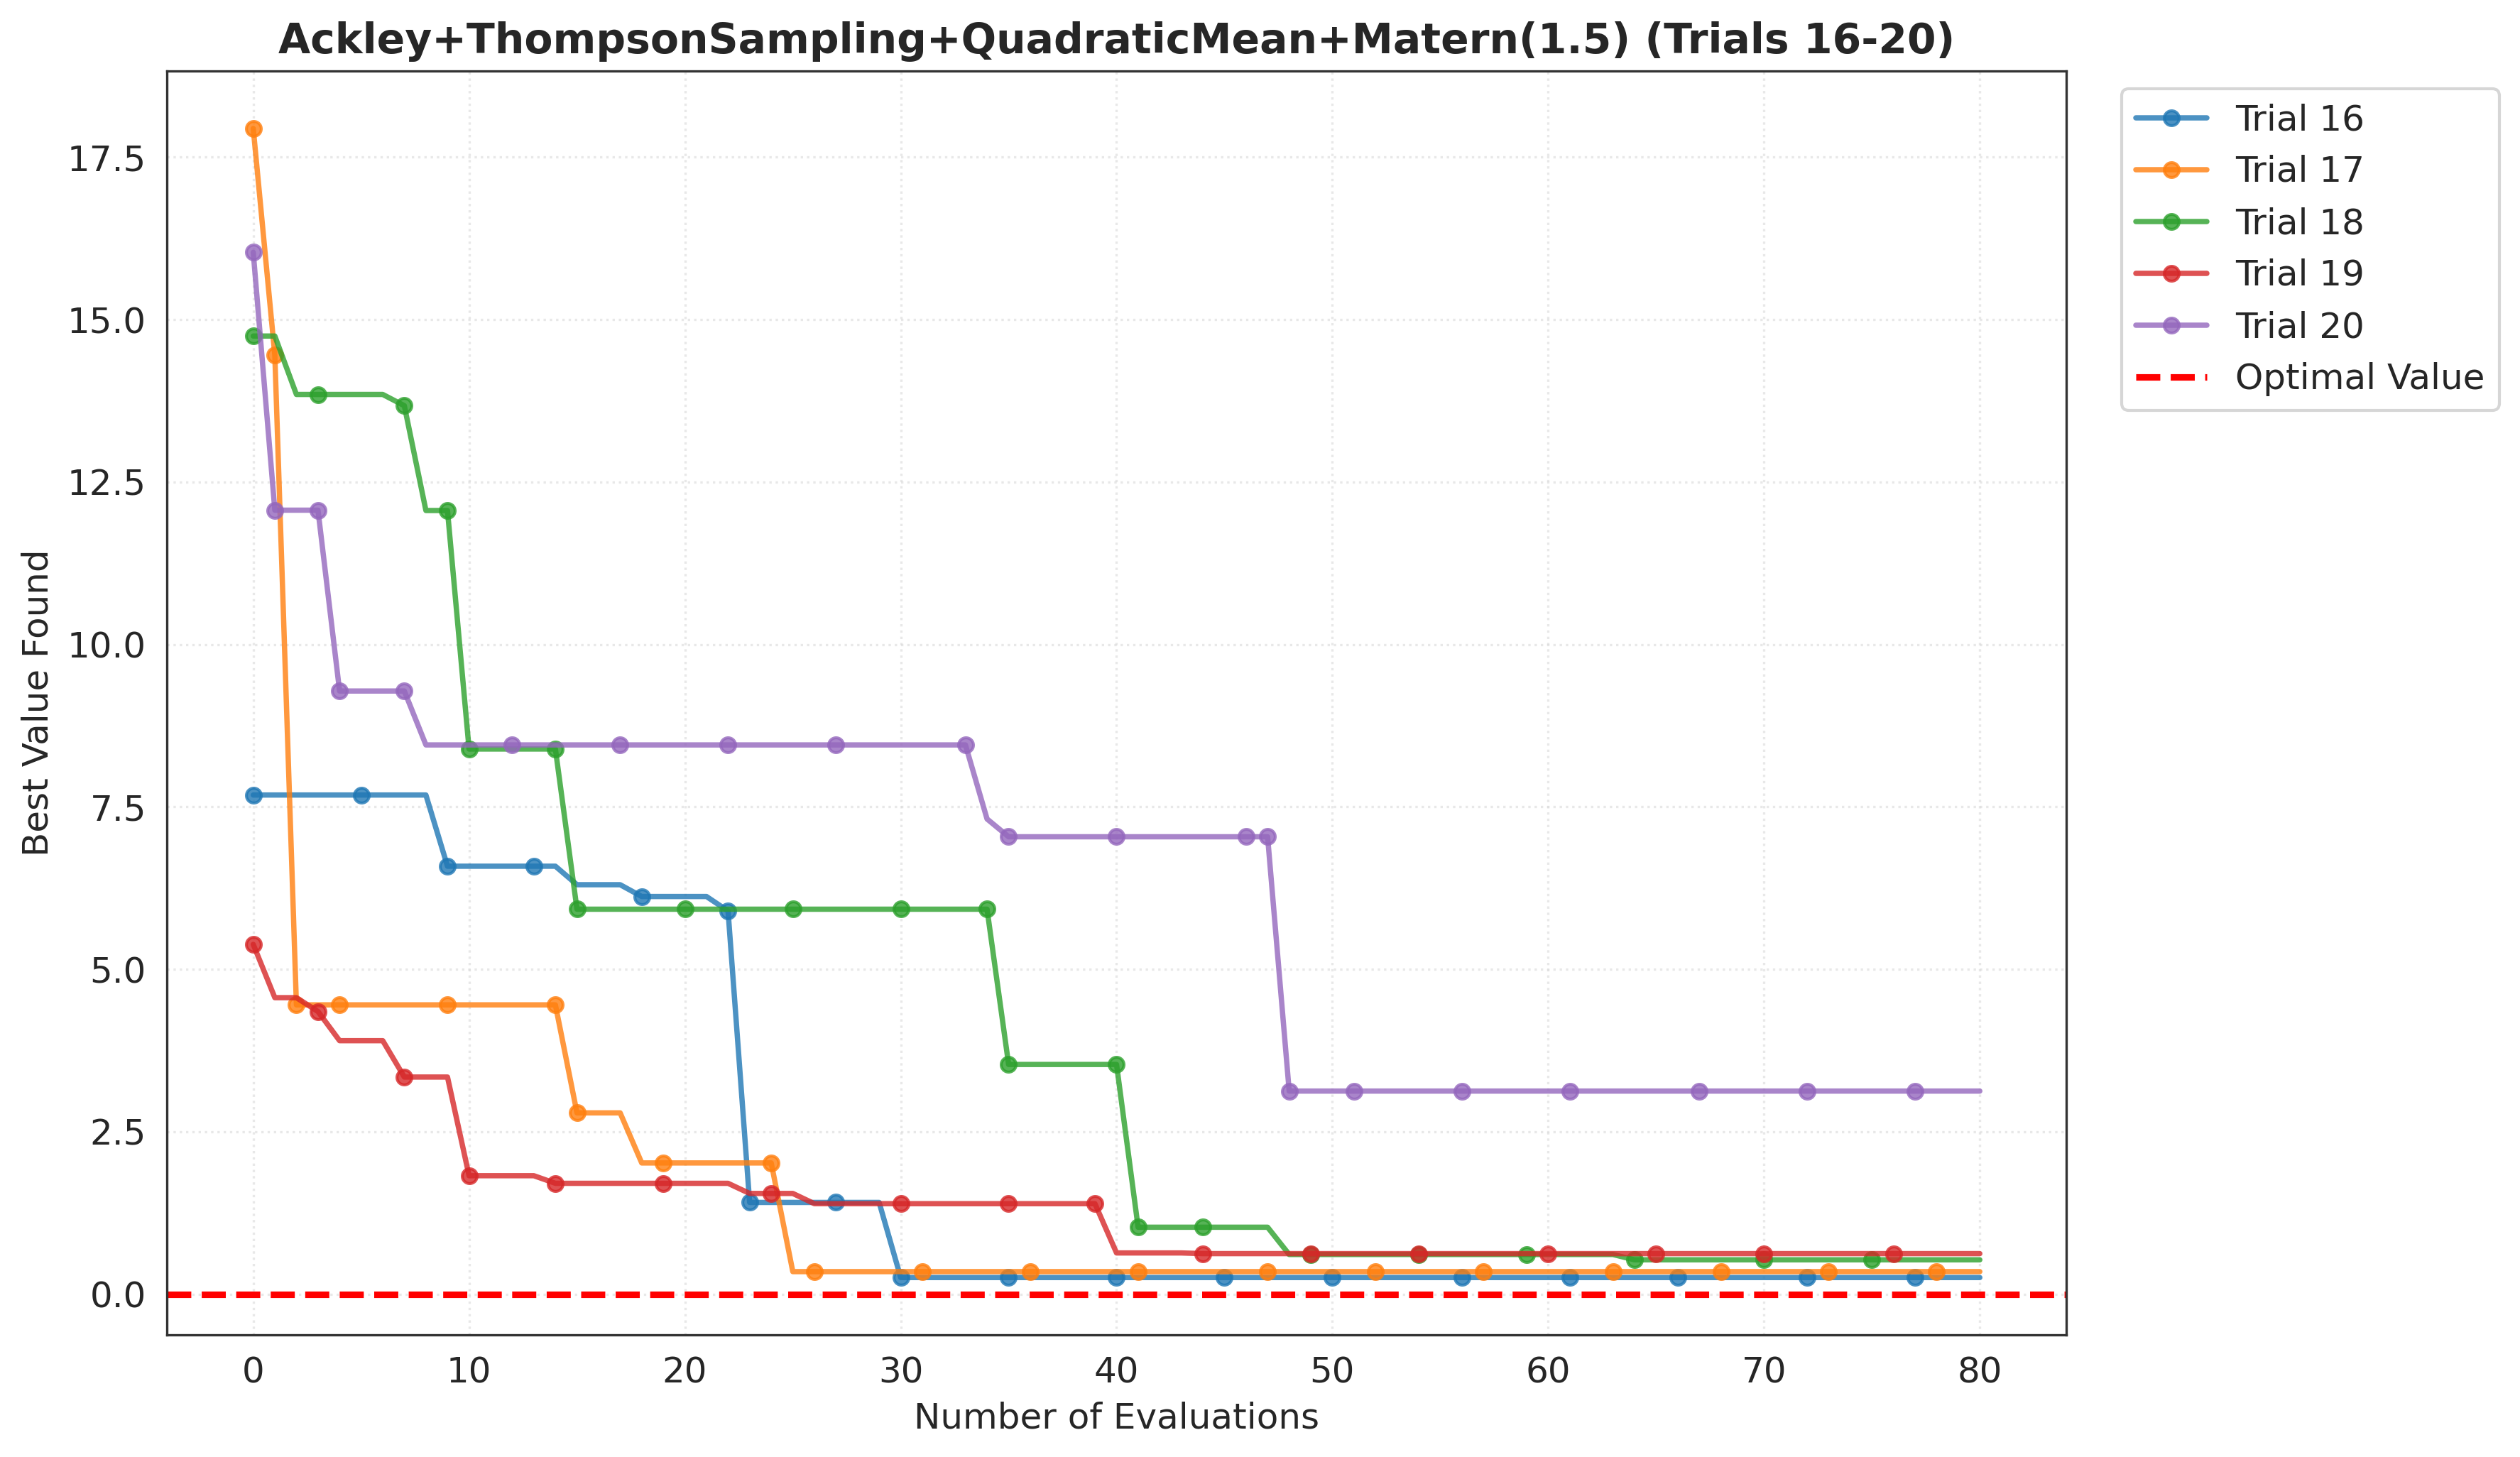 Ackley+ThompsonSampling+QuadraticMean+Matern(1.5) (Trials 16-20)
Best Value Found
17.5
15.0
12.5
10.0
7.5
5.0
2.5
0.0
0 10 20 30 40 50 60 70 80
Number of Evaluations
Trial 16
Trial 17
Trial 18
Trial 19
Trial 20
Optimal Value